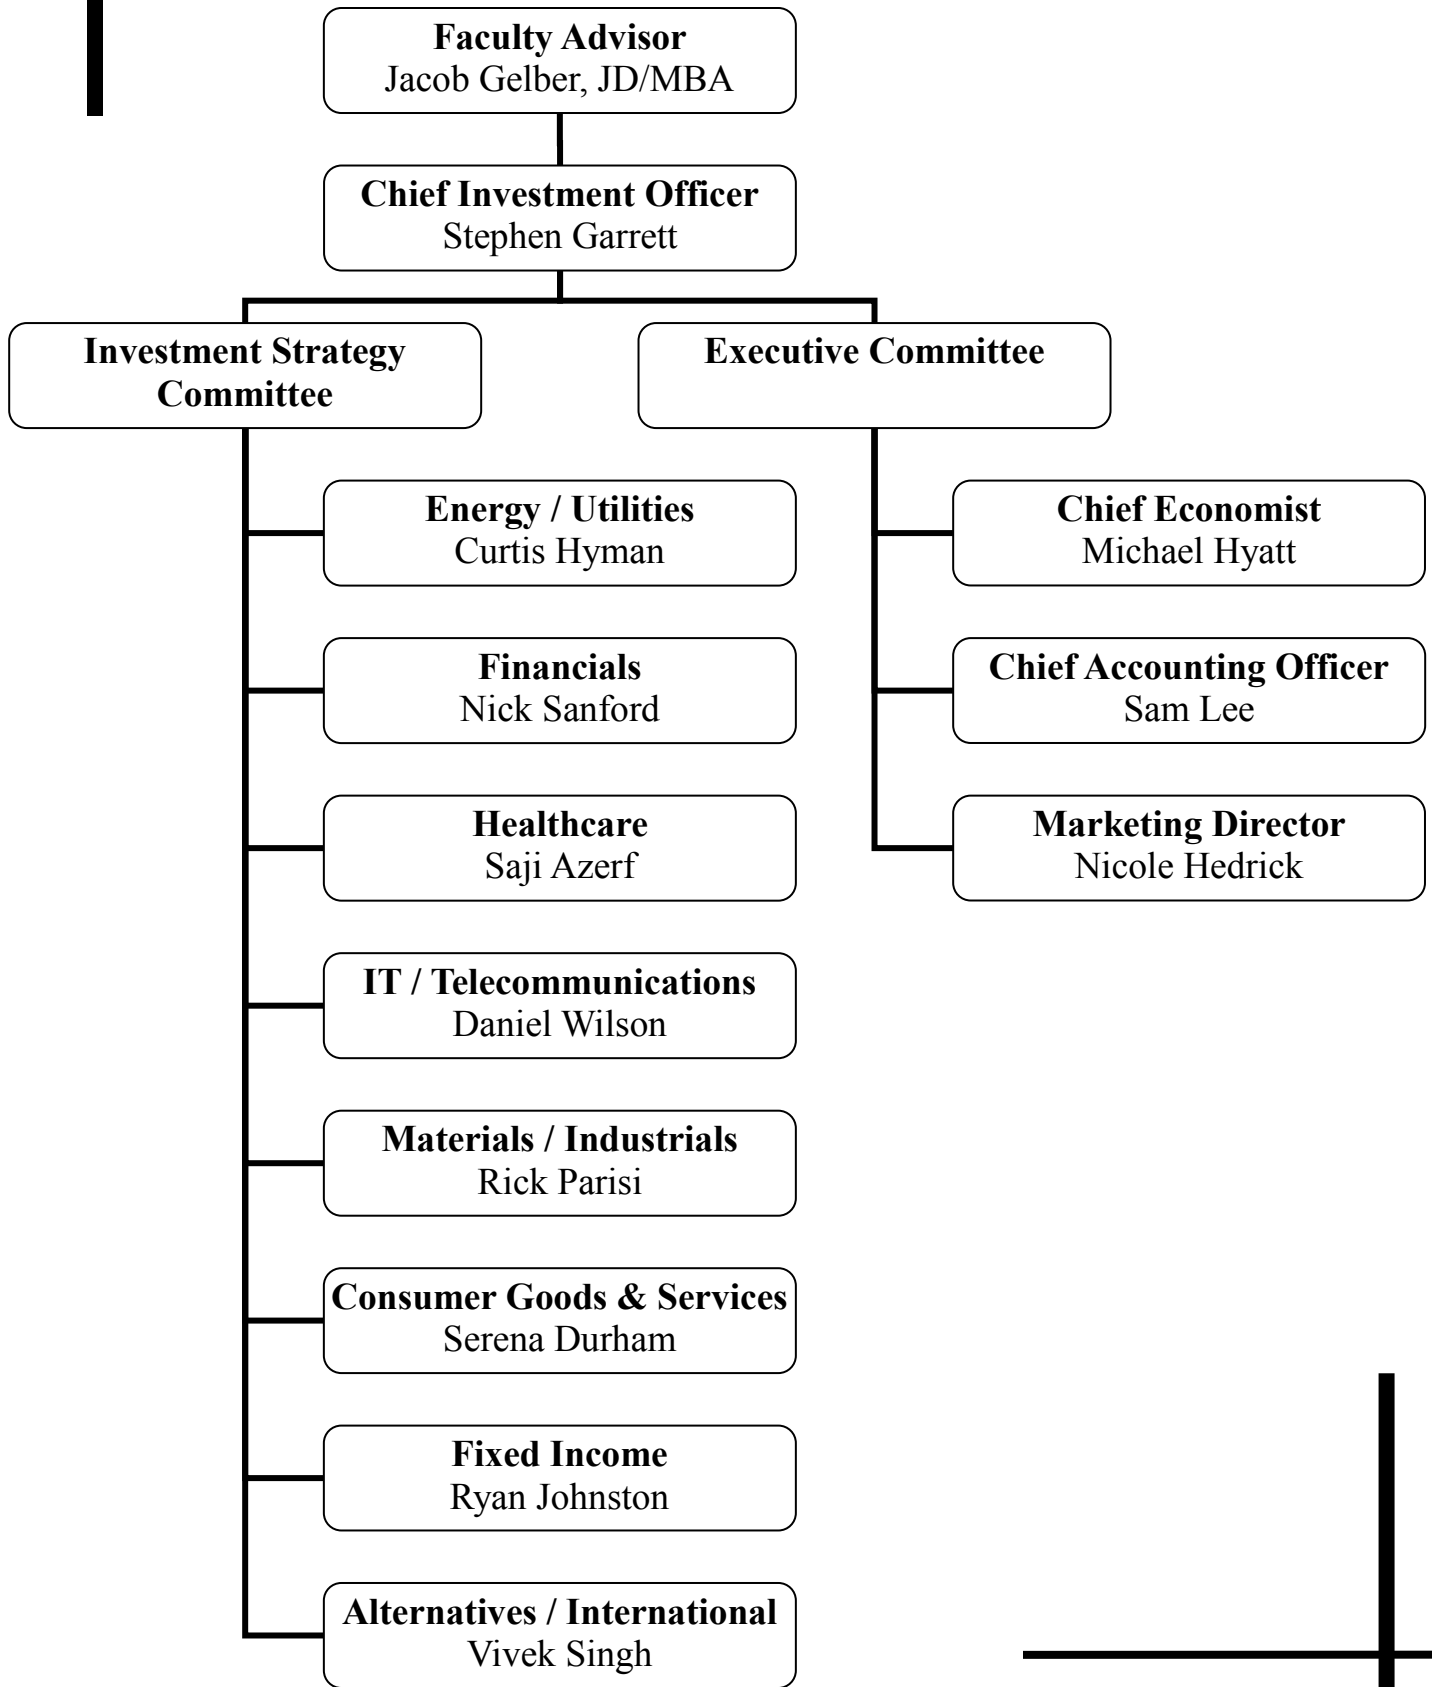 Faculty Advisor
Jacob Gelber, JD/MBA
Chief Investment Officer
Stephen Garrett
Investment Strategy
Committee
Executive Committee
Energy / Utilities
Curtis Hyman
Chief Economist
Michael Hyatt
Financials
Nick Sanford
Chief Accounting Officer
Sam Lee
Healthcare
Saji Azerf
Marketing Director
Nicole Hedrick
IT / Telecommunications
Daniel Wilson
Materials / Industrials
Rick Parisi
Consumer Goods & Services
Serena Durham
Fixed Income
Ryan Johnston
Alternatives / International
Vivek Singh